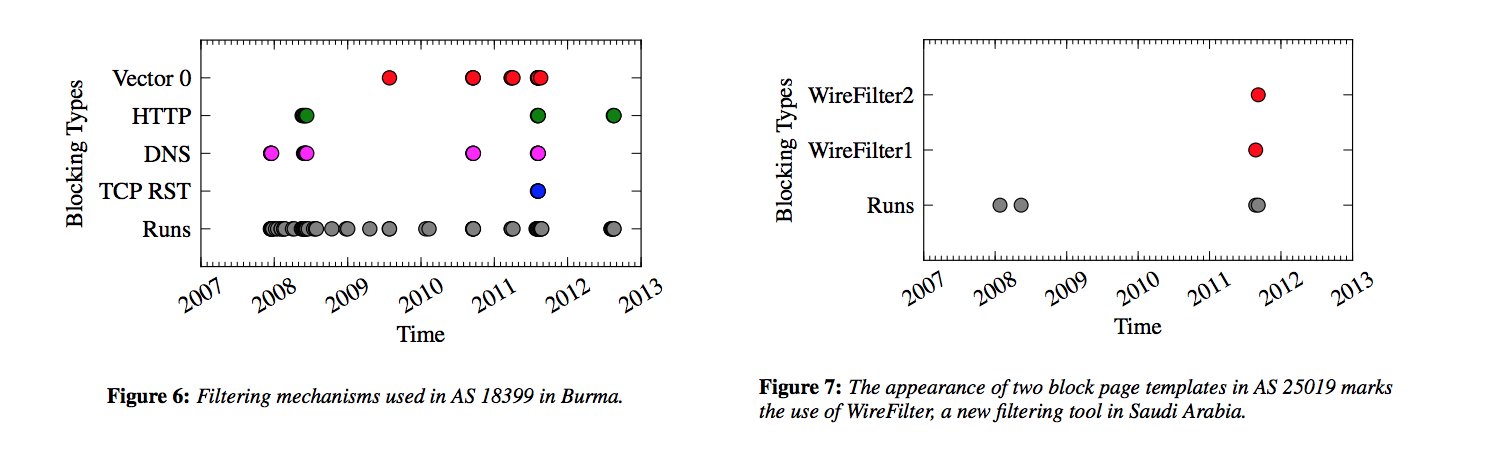 Blocking Types
Vector 0
HTTP
DNS
TCP RST
Runs
2007
2008
2009
2010
2011
2012
2013
Time
Figure 6: Filtering mechanisms used in AS 18399 in Burma.
Blocking Types
WireFilter2
WireFilter1
Runs
2007
2008
2009
2010
2011
2012
2013
Time
Figure 7: The appearance of two block page templates in AS 25019 marks
the use of WireFilter, a new filtering tool in Saudi Arabia.